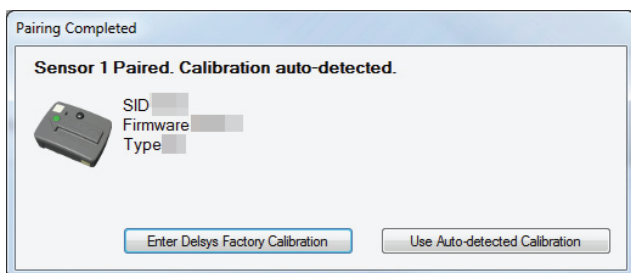 Pairing Completed
Sensor 1 Paired. Calibration auto-detected.
SID
Firmware
Type
Enter Delsys Factory Calibration
Use Auto-detected Calibration